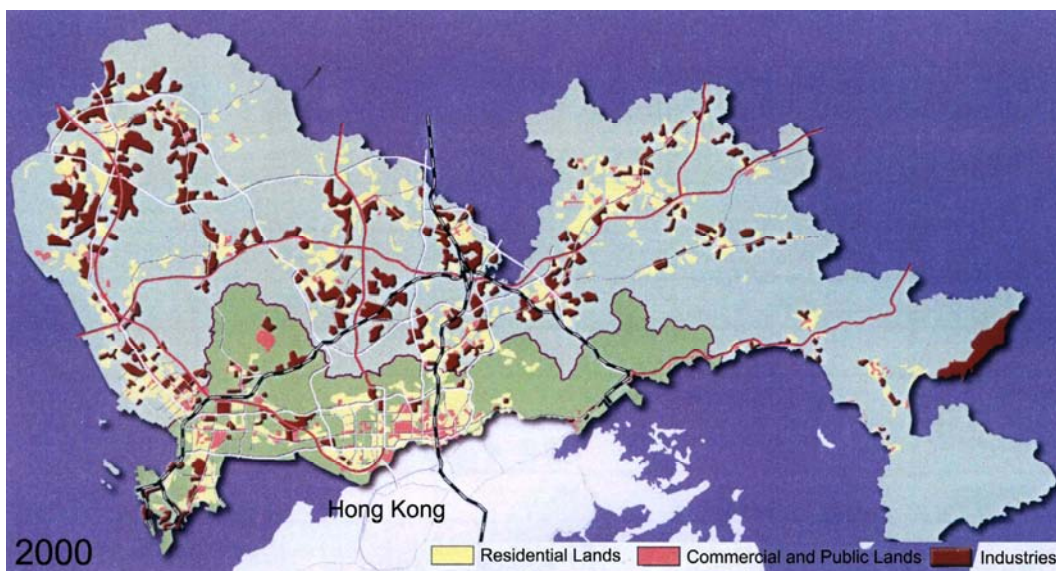 Hong Kong
2000
Residential Lands
Commercial and Public Lands
Industries